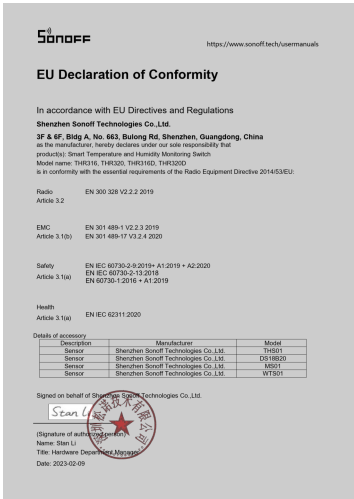 SONOFF
https://www.sonoff.tech/usermanuals
EU Declaration of Conformity
In accordance with EU Directives and Regulations
Shenzhen Sonoff Technologies Co.,Ltd.
3F & 6F, Bldg A, No. 663, Bulong Rd, Shenzhen, Guangdong, China
as the manufacturer, hereby declares under our sole responsibility that
product(s): Smart Temperature and Humidity Monitoring Switch
Model name: THR316, THR320, THR316D, THR320D
is in conformity with the essential requirements of the Radio Equipment Directive 2014/53/EU:
Radio EN 300 328 V2.2.2 2019
Article 3.2
EMC EN 301 489-1 V2.2.3 2019
Article 3.1(b) EN 301 489-17 V3.2.4 2020
Safety EN IEC 60730-2-9:2019+ A1:2019 + A2:2020
Article 3.1(a) EN IEC 60730-2-13:2018
EN 60730-1:2016 + A1:2019
Health
Article 3.1(a) EN IEC 62311:2020
Details of accessory
Description Manufacturer Model
Sensor Shenzhen Sonoff Technologies Co.,Ltd. THS01
Sensor Shenzhen Sonoff Technologies Co.,Ltd. DS18B20
Sensor Shenzhen Sonoff Technologies Co.,Ltd. MS01
Sensor Shenzhen Sonoff Technologies Co.,Ltd. WTS01
Signed on behalf of Shenzhen Sonoff Technologies Co.,Ltd.
Stan Li
(Signature of authorized person)
Name: Stan Li
Title: Hardware Department Manager
Date: 2023-02-09